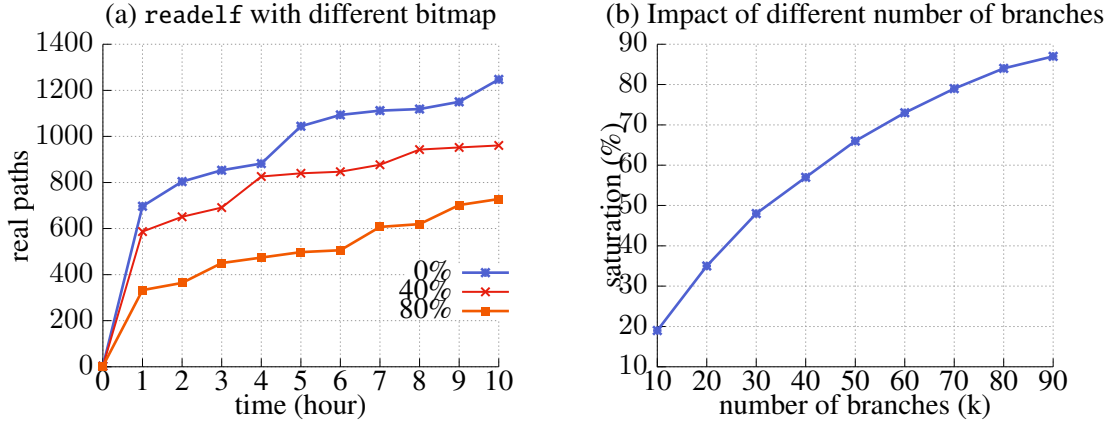 (a) readelf with different bitmap
1400
1200
1000
800
600
400
200
0
real paths
0%
40%
80%
0 1 2 3 4 5 6 7 8 9 10
time (hour)
(b) Impact of different number of branches
90
80
70
60
50
40
30
20
10
saturation (%)
10 20 30 40 50 60 70 80 90
number of branches (k)